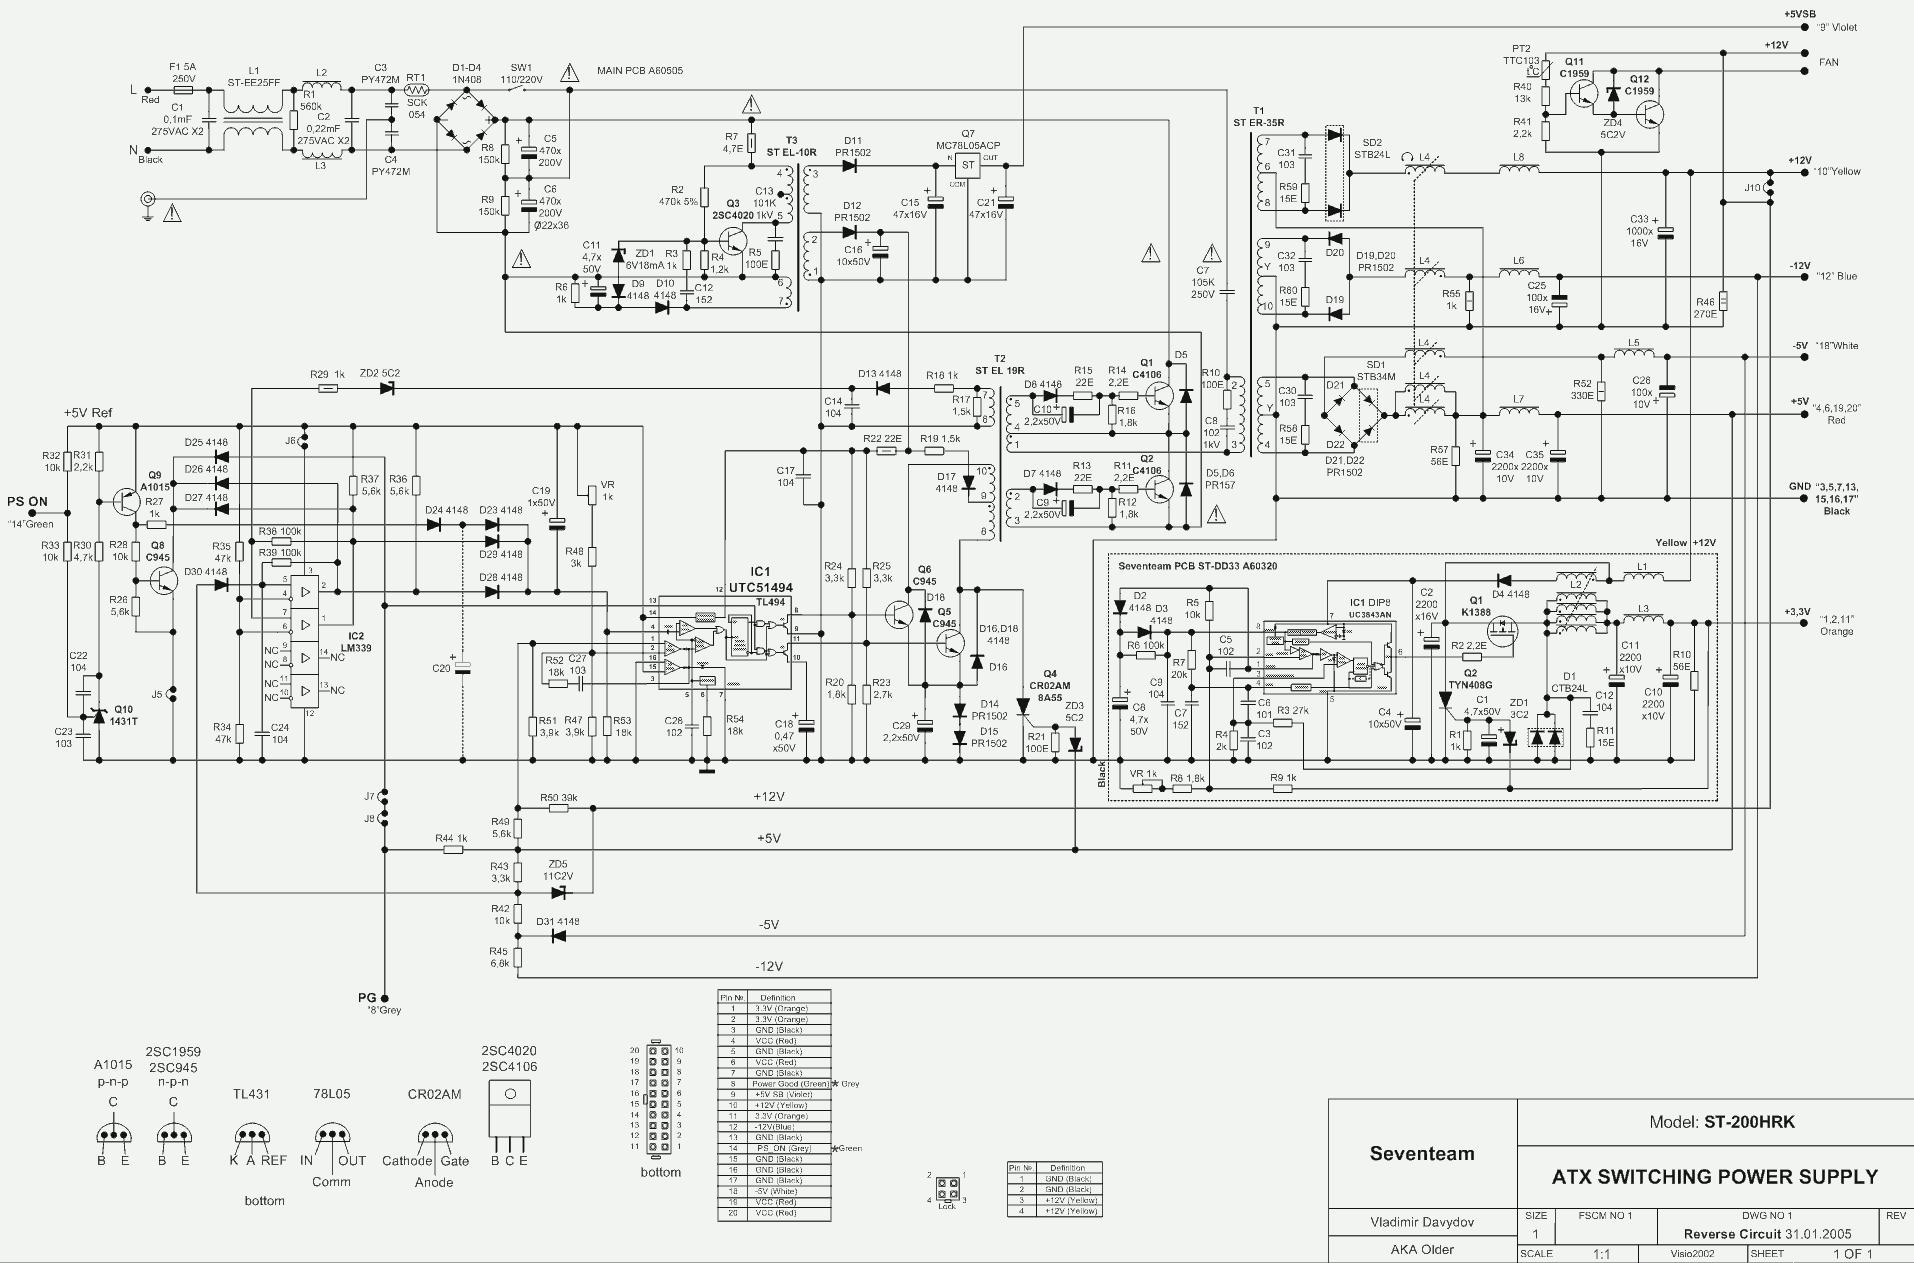 +5VSB
"9" Violet
+12V
FAN
PT2
TTC103
t°C
Q11
C1959
Q12
C1959
R40
13k
R41
2,2k
ZD4
5C2V
F1 5A
250V
L1
ST-EE25FF
L2
C3
PY472M
RT1
SCK
054
D1-D4
1N408
SW1
110/220V
MAIN PCB A60505
L
Red
C1
0,1mF
275VAC X2
R1
560k
C2
0,22mF
275VAC X2
N
Black
L3
C4
PY472M
R8
150k
C5
470x
200V
R9
150k
C6
470x
200V
Ø22x36
R7
4,7E
T3
ST EL-10R
D11
PR1502
Q7
MC78L05ACP
IN
ST
OUT
COM
R2
470k 5%
Q3
2SC4020
C13
101K
1kV
D12
PR1502
C15
47x16V
C21
47x16V
C16
10x50V
C11
4,7x
50V
ZD1
6V18mA
R3
1k
R4
1,2k
R5
100E
R6
1k
D9
4148
D10
4148
C12
152
T1
ST ER-35R
C31
103
R59
15E
SD2
STB24L
L4
L8
+12V
"10"Yellow
J10
C33
1000x
16V
C7
105K
250V
C32
103
R60
15E
D20
D19,D20
PR1502
D19
L4
L6
R55
1k
C25
100x
16V
-12V
"12" Blue
R46
270E
T2
ST EL 19R
D8 4148
R15
22E
R14
2,2E
Q1
C4106
D5
C10
2,2x50V
R16
1,8k
R10
100E
C8
102
1kV
C30
103
R58
15E
D21
D22
D21,D22
PR1502
SD1
STB34M
L4
L4
L4
L5
L7
R52
330E
C26
100x
10V
-5V
"18"White
+5V
"4,6,19,20"
Red
R57
56E
C34
2200x
10V
C35
2200x
10V
GND
"3,5,7,13,
15,16,17"
Black
R29 1k
ZD2 5C2
D13 4148
R18 1k
C14
104
R17
1,5k
+5V Ref
R32
10k
R31
2,2k
D25 4148
D26 4148
D27 4148
J6
Q9
A1015
R27
1k
R37
5,6k
R36
5,6k
C19
1x50V
VR
1k
R22 22E
R19 1,5k
C17
104
D17
4148
D7 4148
R13
22E
R11
2,2E
Q2
C4106
C9
2,2x50V
R12
1,8k
D5,D6
PR157
PS ON
"14"Green
R33
10k
R30
4,7k
R28
10k
Q8
C945
R26
5,6k
D30 4148
R35
47k
R38 100k
R39 100k
D24 4148
D23 4148
D29 4148
D28 4148
R48
3k
IC1
UTC51494
TL494
IC2
LM339
NC
NC
NC
NC
NC
NC
C20
R52
18k
C27
103
R24
3,3k
R25
3,3k
Q6
C945
D18
Q5
C945
D16,D18
4148
D16
C22
104
J5
Q10
1431T
C23
103
R34
47k
C24
104
R51
3,9k
R47
3,9k
R53
18k
C28
102
R54
18k
C18
0,47
x50V
R20
1,8k
R23
2,7k
C29
2,2x50V
D14
PR1502
D15
PR1502
Q4
CR02AM
8A55
R21
100E
ZD3
5C2
Yellow +12V
Seventeam PCB ST-DD33 A60320
D2
4148
D3
4148
R5
10k
R6 100k
R7
20k
C5
102
IC1 DIP8
UC3843AN
C2
2200
x16V
D4 4148
Q1
K1388
L2
L1
L3
R2 2,2E
Q2
TYN408G
C11
2200
x10V
R10
56E
+3,3V
"1,2,11"
Orange
C9
104
C8
4,7x
50V
C7
152
C6
101
R3 27k
R4
2k
C3
102
C4
10x50V
C1
4,7x50V
R1
1k
ZD1
3C2
D1
CTB24L
C12
104
R11
15E
C10
2200
x10V
VR 1k
R8 1,8k
R9 1k
Black
J7
J8
R50 39k
+12V
R49
5,6k
R44 1k
+5V
R43
3,3k
ZD5
11C2V
R42
10k
D31 4148
-5V
R45
6,8k
-12V
PG
"8"Grey
A1015
p-n-p
C
B E
2SC1959
2SC945
n-p-n
C
B E
TL431
K A REF
bottom
78L05
IN OUT
Comm
CR02AM
Cathode Gate
Anode
2SC4020
2SC4106
B C E
20 10
19 9
18 8
17 7
16 6
15 5
14 4
13 3
12 2
11 1
bottom
Pin №. Definition
1 3.3V (Orange)
2 3.3V (Orange)
3 GND (Black)
4 VCC (Red)
5 GND (Black)
6 VCC (Red)
7 GND (Black)
8 Power Good (Green) * Grey
9 +5V SB (Violet)
10 +12V (Yellow)
11 3.3V (Orange)
12 -12V(Blue)
13 GND (Black)
14 PS_ON (Grey) *Green
15 GND (Black)
16 GND (Black)
17 GND (Black)
18 -5V (White)
19 VCC (Red)
20 VCC (Red)
2 1
4 3
Lock
Pin №. Definition
1 GND (Black)
2 GND (Black)
3 +12V (Yellow)
4 +12V (Yellow)
Seventeam
Model: ST-200HRK
ATX SWITCHING POWER SUPPLY
Vladimir Davydov
AKA Older
SIZE
1
FSCM NO 1
DWG NO 1
Reverse Circuit 31.01.2005
REV
SCALE
1:1
Visio2002
SHEET
1 OF 1